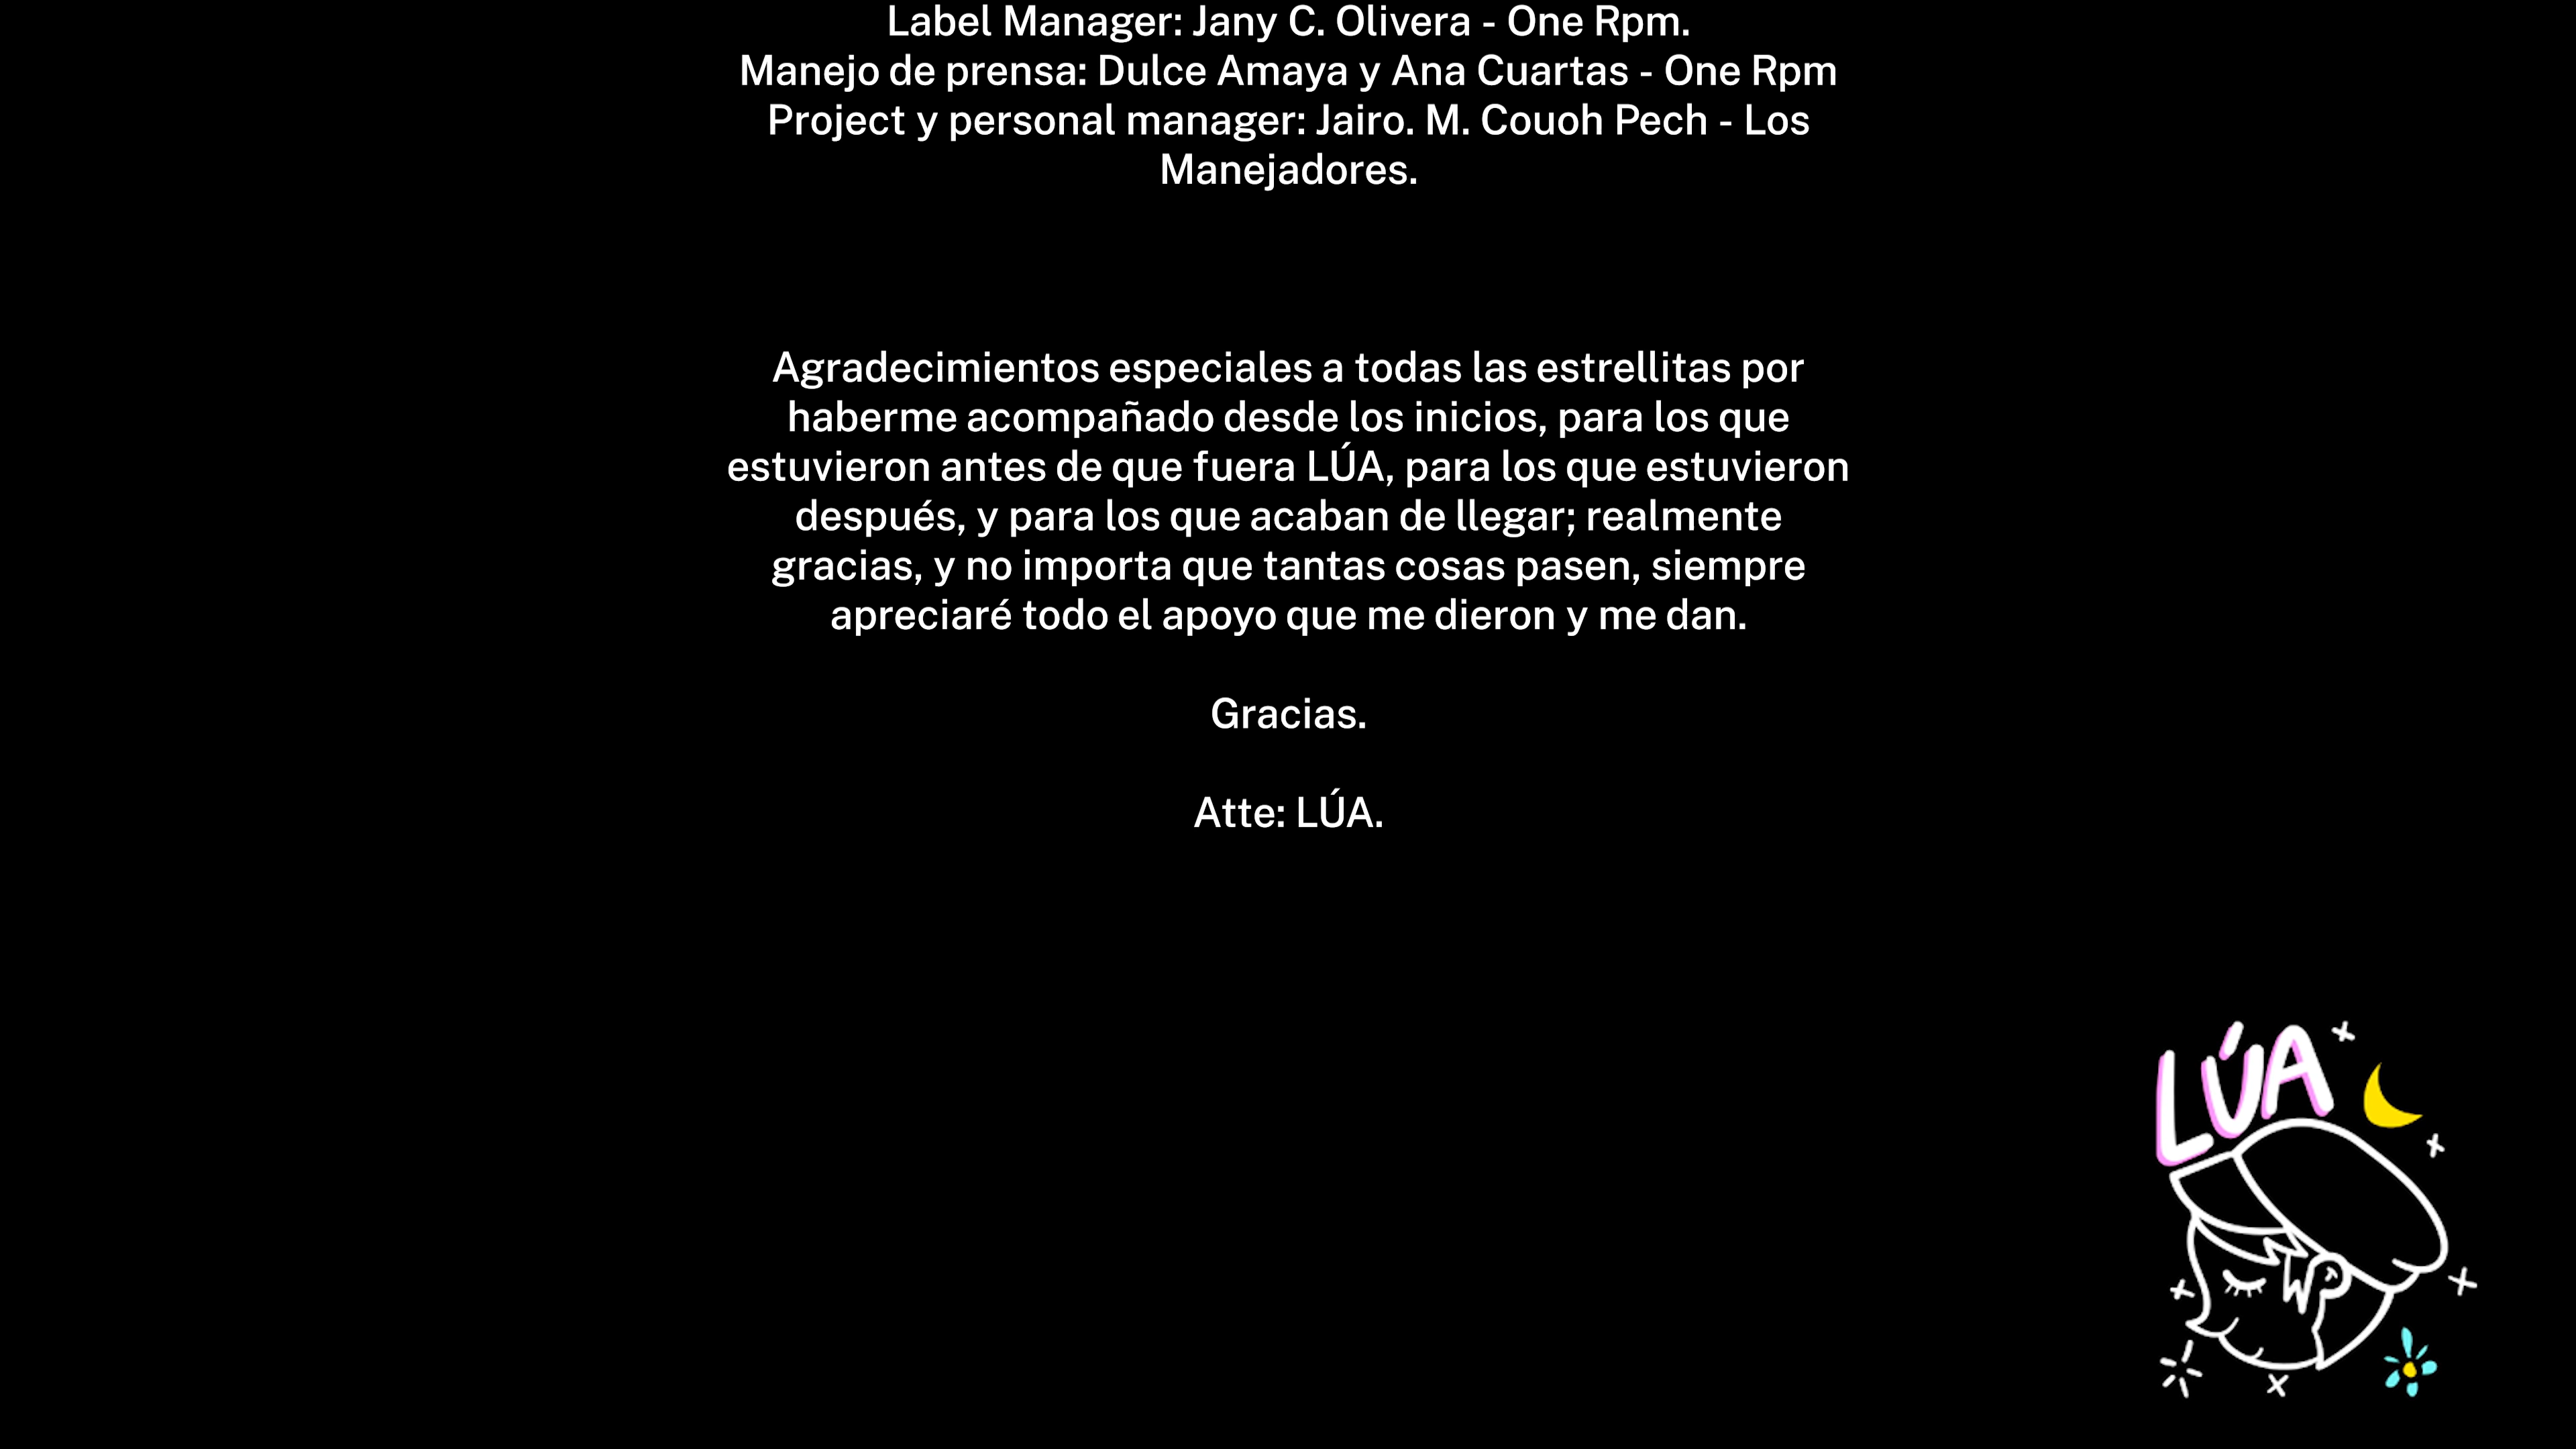 Label Manager: Jany C. Olivera - One Rpm.
Manejo de prensa: Dulce Amaya y Ana Cuartas - One Rpm
Project y personal manager: Jairo. M. Couoh Pech - Los
Manejadores.
Agradecimientos especiales a todas las estrellitas por
haberme acompañado desde los inicios, para los que
estuvieron antes de que fuera LÚA, para los que estuvieron
después, y para los que acaban de llegar; realmente
gracias, y no importa que tantas cosas pasen, siempre
apreciaré todo el apoyo que me dieron y me dan.
Gracias.
Atte: LÚA.
LÚA